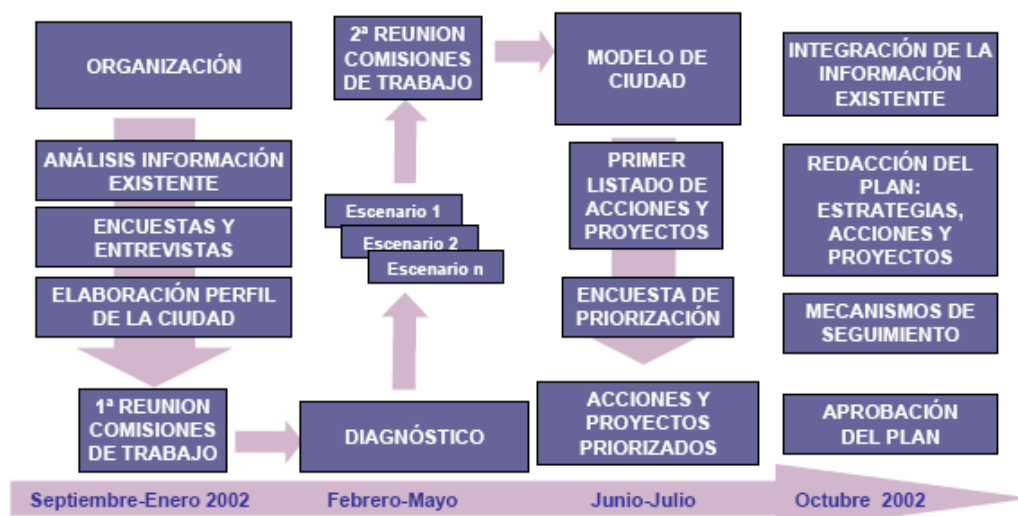 ORGANIZACIÓN
ANÁLISIS INFORMACIÓN
EXISTENTE
ENCUESTAS Y
ENTREVISTAS
ELABORACIÓN PERFIL
DE LA CIUDAD
1ª REUNION
COMISIONES
DE TRABAJO
2ª REUNION
COMISIONES
DE TRABAJO
Escenario 1
Escenario 2
Escenario n
DIAGNÓSTICO
MODELO DE
CIUDAD
PRIMER
LISTADO DE
ACCIONES Y
PROYECTOS
ENCUESTA DE
PRIORIZACIÓN
ACCIONES Y
PROYECTOS
PRIORIZADOS
INTEGRACIÓN DE LA
INFORMACIÓN
EXISTENTE
REDACCIÓN DEL
PLAN:
ESTRATEGIAS,
ACCIONES Y
PROYECTOS
MECANISMOS DE
SEGUIMIENTO
APROBACIÓN
DEL PLAN
Septiembre-Enero 2002
Febrero-Mayo
Junio-Julio
Octubre 2002